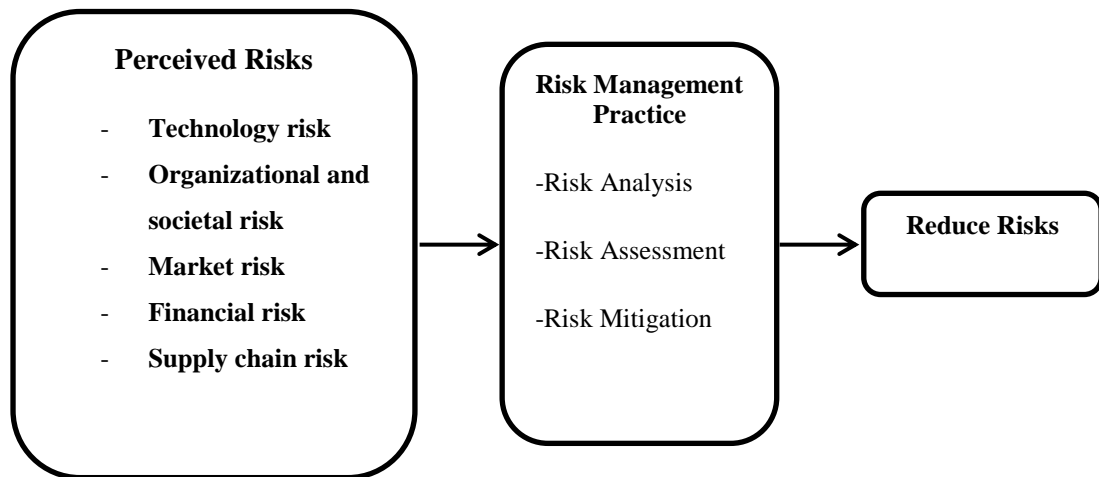 Perceived Risks
- Technology risk
- Organizational and
societal risk
- Market risk
- Financial risk
- Supply chain risk
Risk Management
Practice
-Risk Analysis
-Risk Assessment
-Risk Mitigation
Reduce Risks